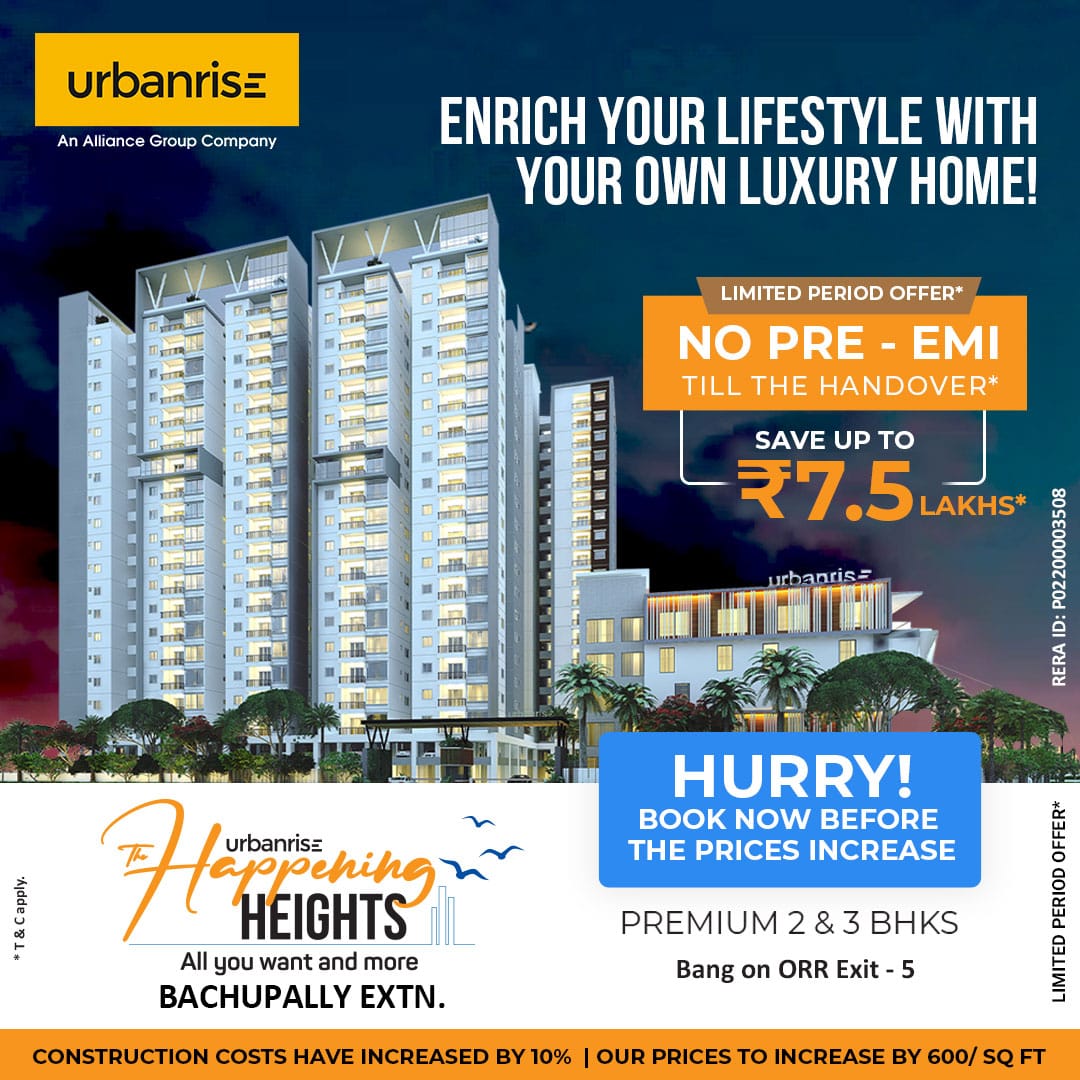 urbanrise
An Alliance Group Company
ENRICH YOUR LIFESTYLE WITH
YOUR OWN LUXURY HOME!
LIMITED PERIOD OFFER*
NO PRE - EMI
TILL THE HANDOVER*
SAVE UP TO
₹7.5 LAKHS*
RERA ID: P02200003508
urbanrise
HURRY!
BOOK NOW BEFORE
THE PRICES INCREASE
urbanrise
The Happening
HEIGHTS
All you want and more
BACHUPALLY EXTN.
PREMIUM 2 & 3 BHKS
Bang on ORR Exit - 5
* T & C apply.
LIMITED PERIOD OFFER*
CONSTRUCTION COSTS HAVE INCREASED BY 10% | OUR PRICES TO INCREASE BY 600/ SQ FT